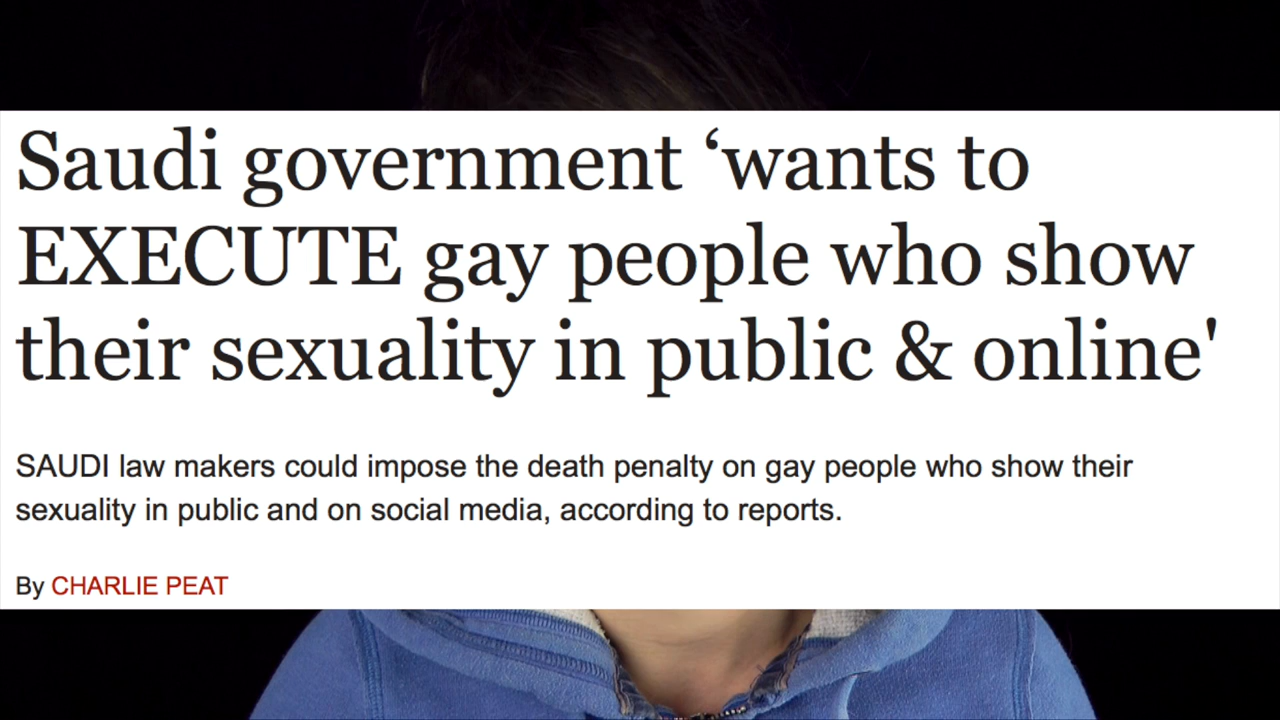 Saudi government ‘wants to
EXECUTE gay people who show
their sexuality in public & online'
SAUDI law makers could impose the death penalty on gay people who show their
sexuality in public and on social media, according to reports.
By CHARLIE PEAT